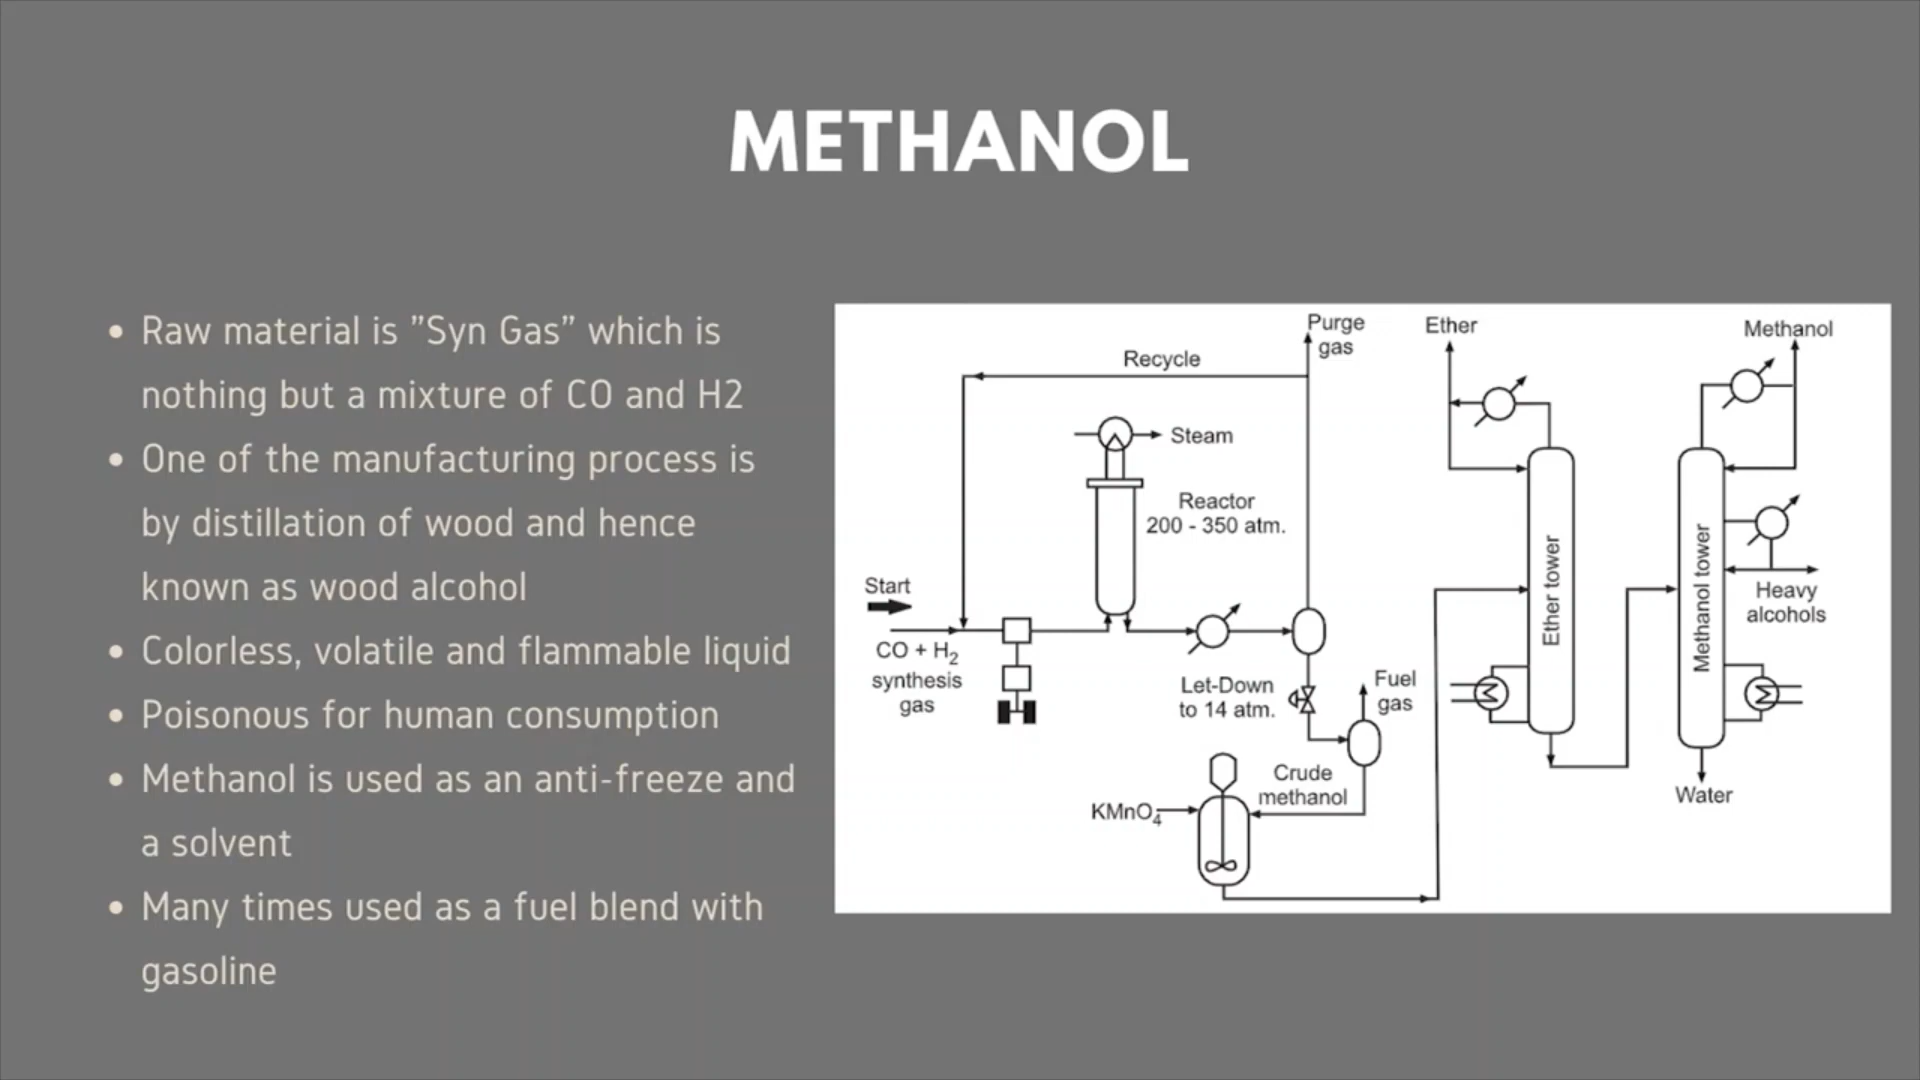 METHANOL
• Raw material is ”Syn Gas” which is
nothing but a mixture of CO and H2
• One of the manufacturing process is
by distillation of wood and hence
known as wood alcohol
• Colorless, volatile and flammable liquid
• Poisonous for human consumption
• Methanol is used as an anti-freeze and
a solvent
• Many times used as a fuel blend with
gasoline
Purge
gas
Recycle
Steam
Reactor
200 - 350 atm.
Start
CO + H₂
synthesis
gas
Let-Down
to 14 atm.
Fuel
gas
Crude
methanol
KMnO₄
Ether
Ether tower
Methanol
Methanol tower
Heavy
alcohols
Water